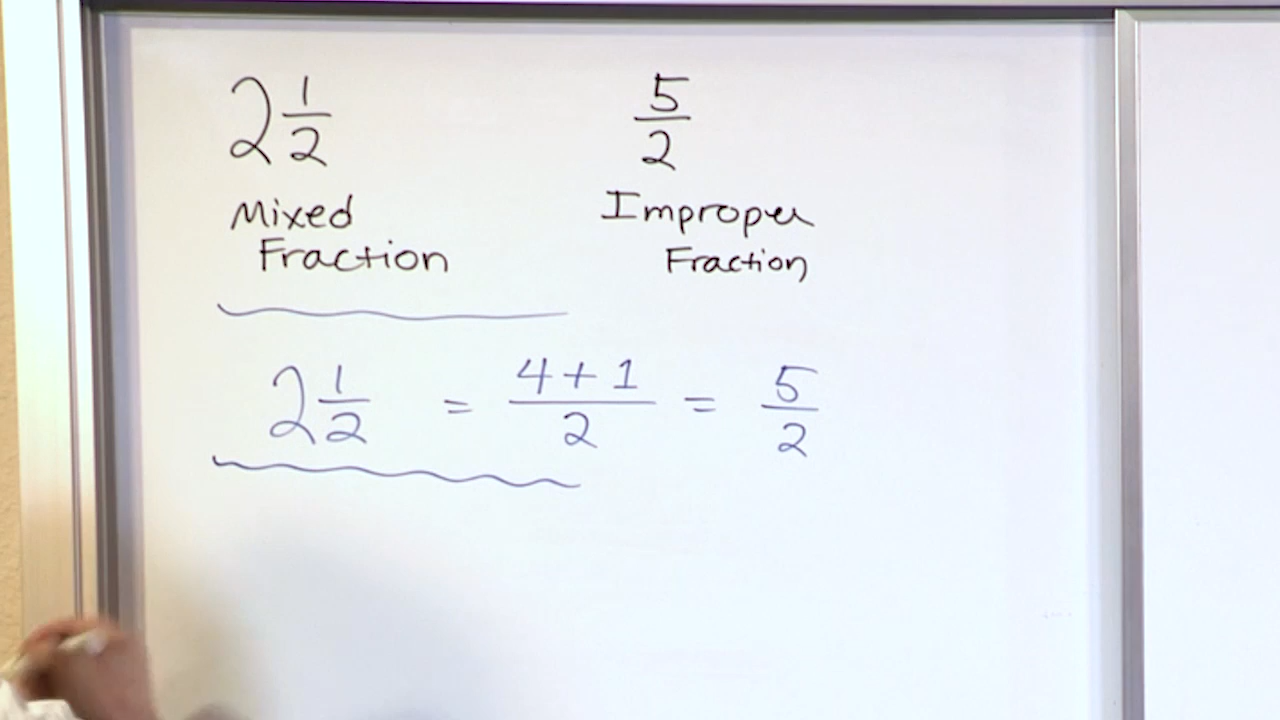 2 1/2 5/2
Mixed Improper
Fraction Fraction
2 1/2 = (4+1)/2 = 5/2